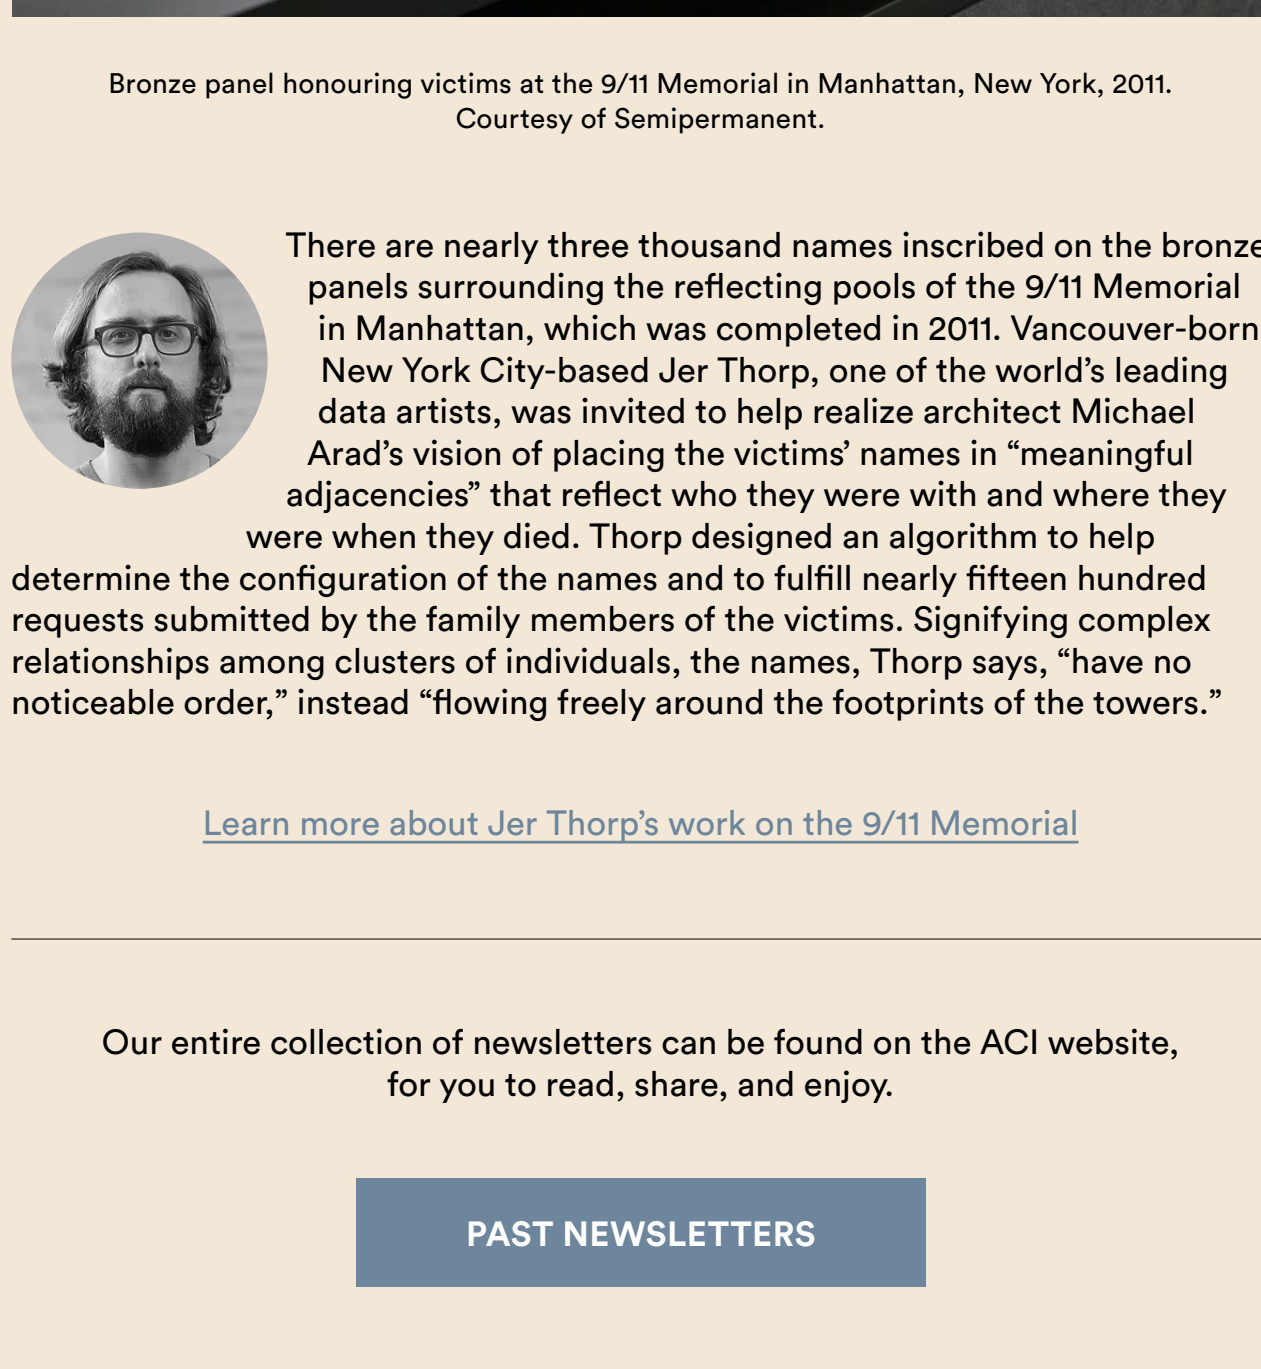 Bronze panel honouring victims at the 9/11 Memorial in Manhattan, New York, 2011.
Courtesy of Semipermanent.
There are nearly three thousand names inscribed on the bronze
panels surrounding the reflecting pools of the 9/11 Memorial
in Manhattan, which was completed in 2011. Vancouver-born
New York City-based Jer Thorp, one of the world’s leading
data artists, was invited to help realize architect Michael
Arad’s vision of placing the victims’ names in “meaningful
adjacencies” that reflect who they were with and where they
were when they died. Thorp designed an algorithm to help
determine the configuration of the names and to fulfill nearly fifteen hundred
requests submitted by the family members of the victims. Signifying complex
relationships among clusters of individuals, the names, Thorp says, “have no
noticeable order,” instead “flowing freely around the footprints of the towers.”
Learn more about Jer Thorp’s work on the 9/11 Memorial
Our entire collection of newsletters can be found on the ACI website,
for you to read, share, and enjoy.
PAST NEWSLETTERS